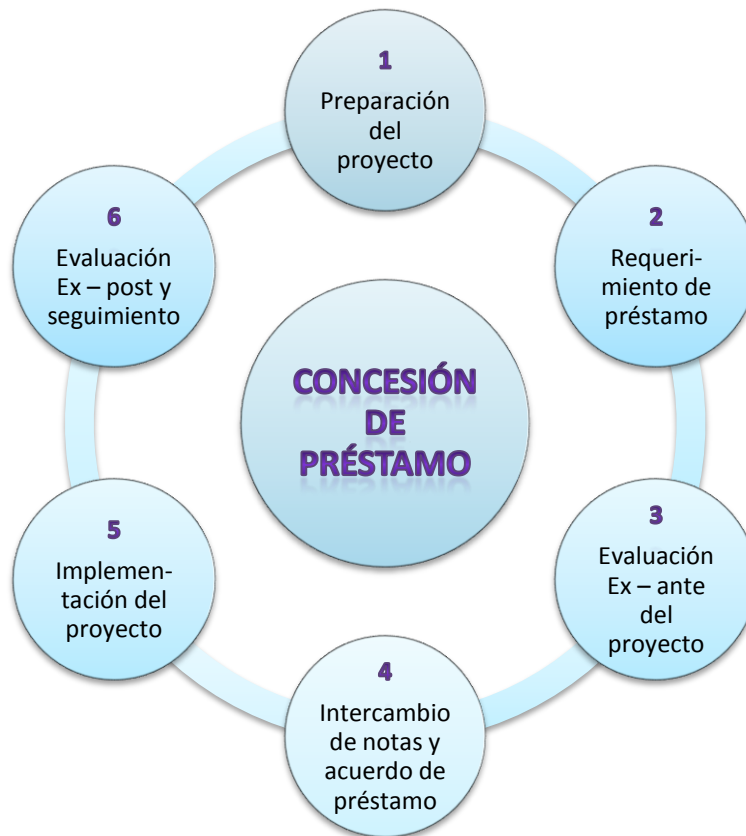 1
Preparación
del
proyecto
2
Requeri-
miento de
préstamo
3
Evaluación
Ex – ante
del
proyecto
4
Intercambio
de notas y
acuerdo de
préstamo
5
Implemen-
tación del
proyecto
6
Evaluación
Ex – post y
seguimiento
CONCESIÓN
DE
PRÉSTAMO